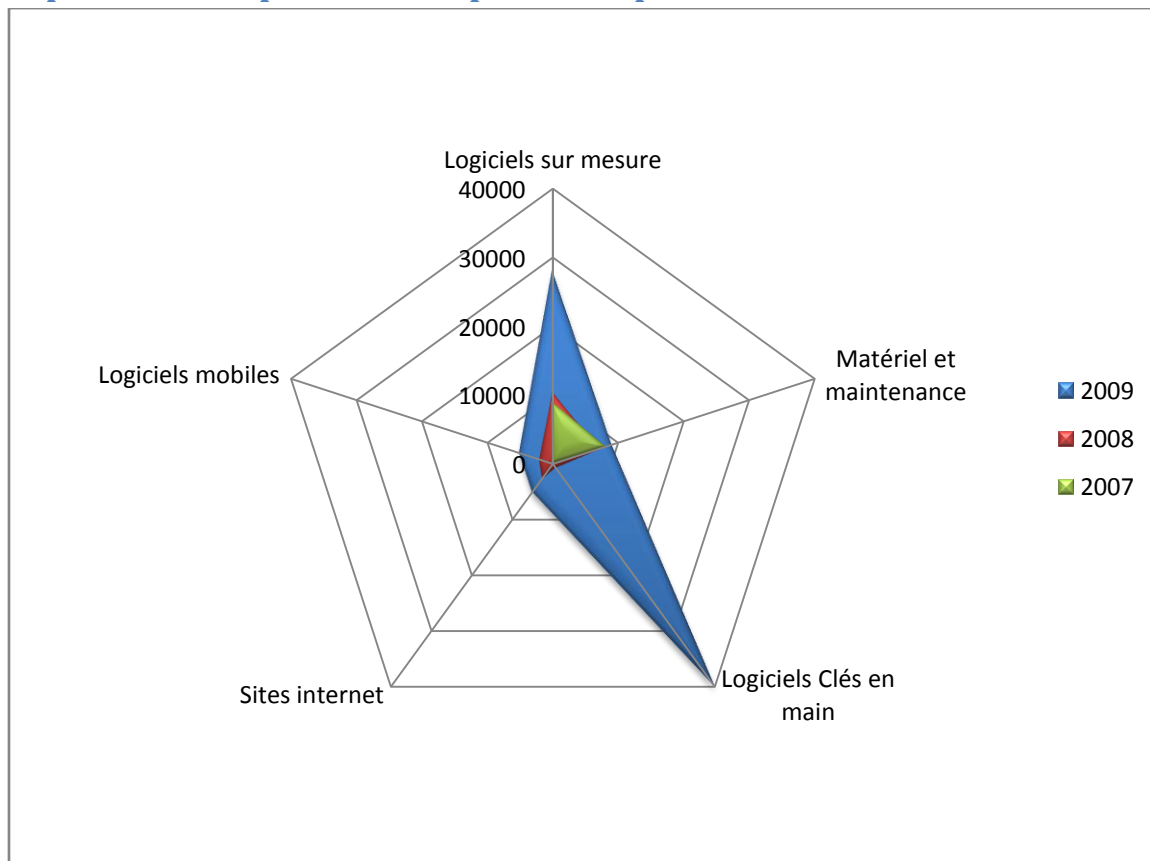 Logiciels sur mesure
40000
30000
20000
10000
0
Matériel et
maintenance
Logiciels Clés en
main
Sites internet
Logiciels mobiles
2009
2008
2007